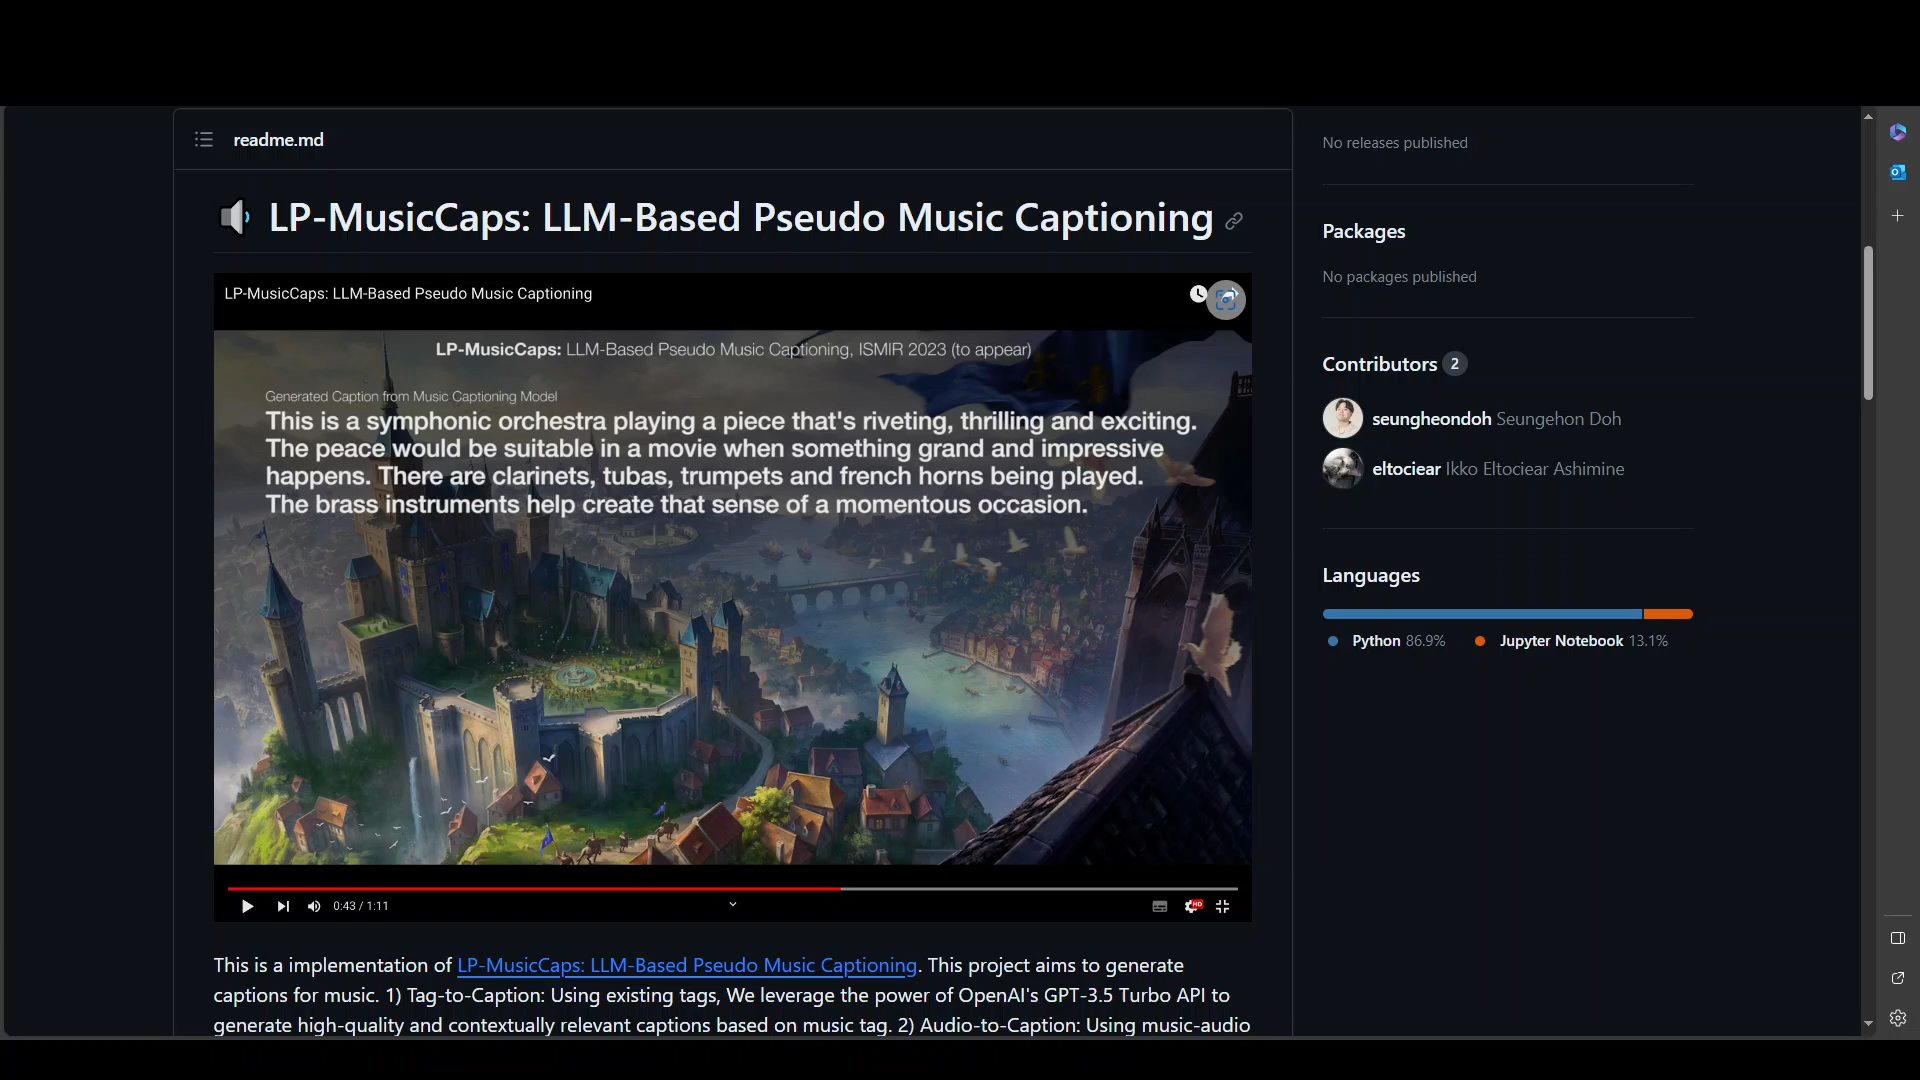 readme.md
LP-MusicCaps: LLM-Based Pseudo Music Captioning
LP-MusicCaps: LLM-Based Pseudo Music Captioning
LP-MusicCaps: LLM-Based Pseudo Music Captioning, ISMIR 2023 (to appear)
Generated Caption from Music Captioning Model
This is a symphonic orchestra playing a piece that's riveting, thrilling and exciting.
The peace would be suitable in a movie when something grand and impressive
happens. There are clarinets, tubas, trumpets and french horns being played.
The brass instruments help create that sense of a momentous occasion.
0:43 / 1:11
HD
This is a implementation of LP-MusicCaps: LLM-Based Pseudo Music Captioning. This project aims to generate
captions for music. 1) Tag-to-Caption: Using existing tags, We leverage the power of OpenAI's GPT-3.5 Turbo API to
generate high-quality and contextually relevant captions based on music tag. 2) Audio-to-Caption: Using music-audio
No releases published
Packages
No packages published
Contributors 2
seungheondoh Seungehon Doh
eltociear Ikko Eltociear Ashimine
Languages
Python 86.9% Jupyter Notebook 13.1%